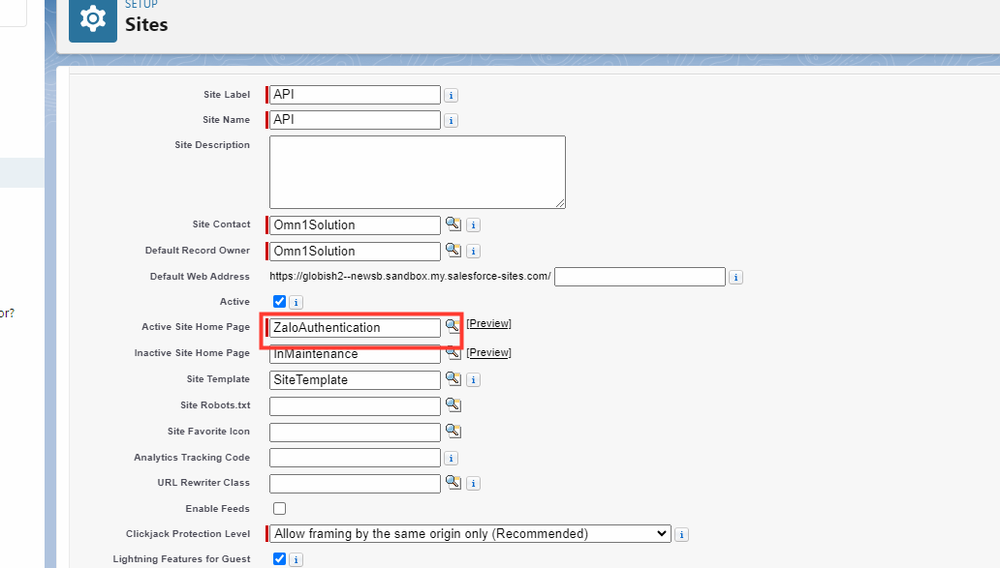 SETUP
Sites
Site Label API
Site Name API
Site Description
Site Contact Omn1Solution
Default Record Owner Omn1Solution
Default Web Address https://globish2--newsb.sandbox.my.salesforce-sites.com/
Active
or?
Active Site Home Page ZaloAuthentication [Preview]
Inactive Site Home Page InMaintenance [Preview]
Site Template SiteTemplate
Site Robots.txt
Site Favorite Icon
Analytics Tracking Code
URL Rewriter Class
Enable Feeds
Clickjack Protection Level Allow framing by the same origin only (Recommended)
Lightning Features for Guest